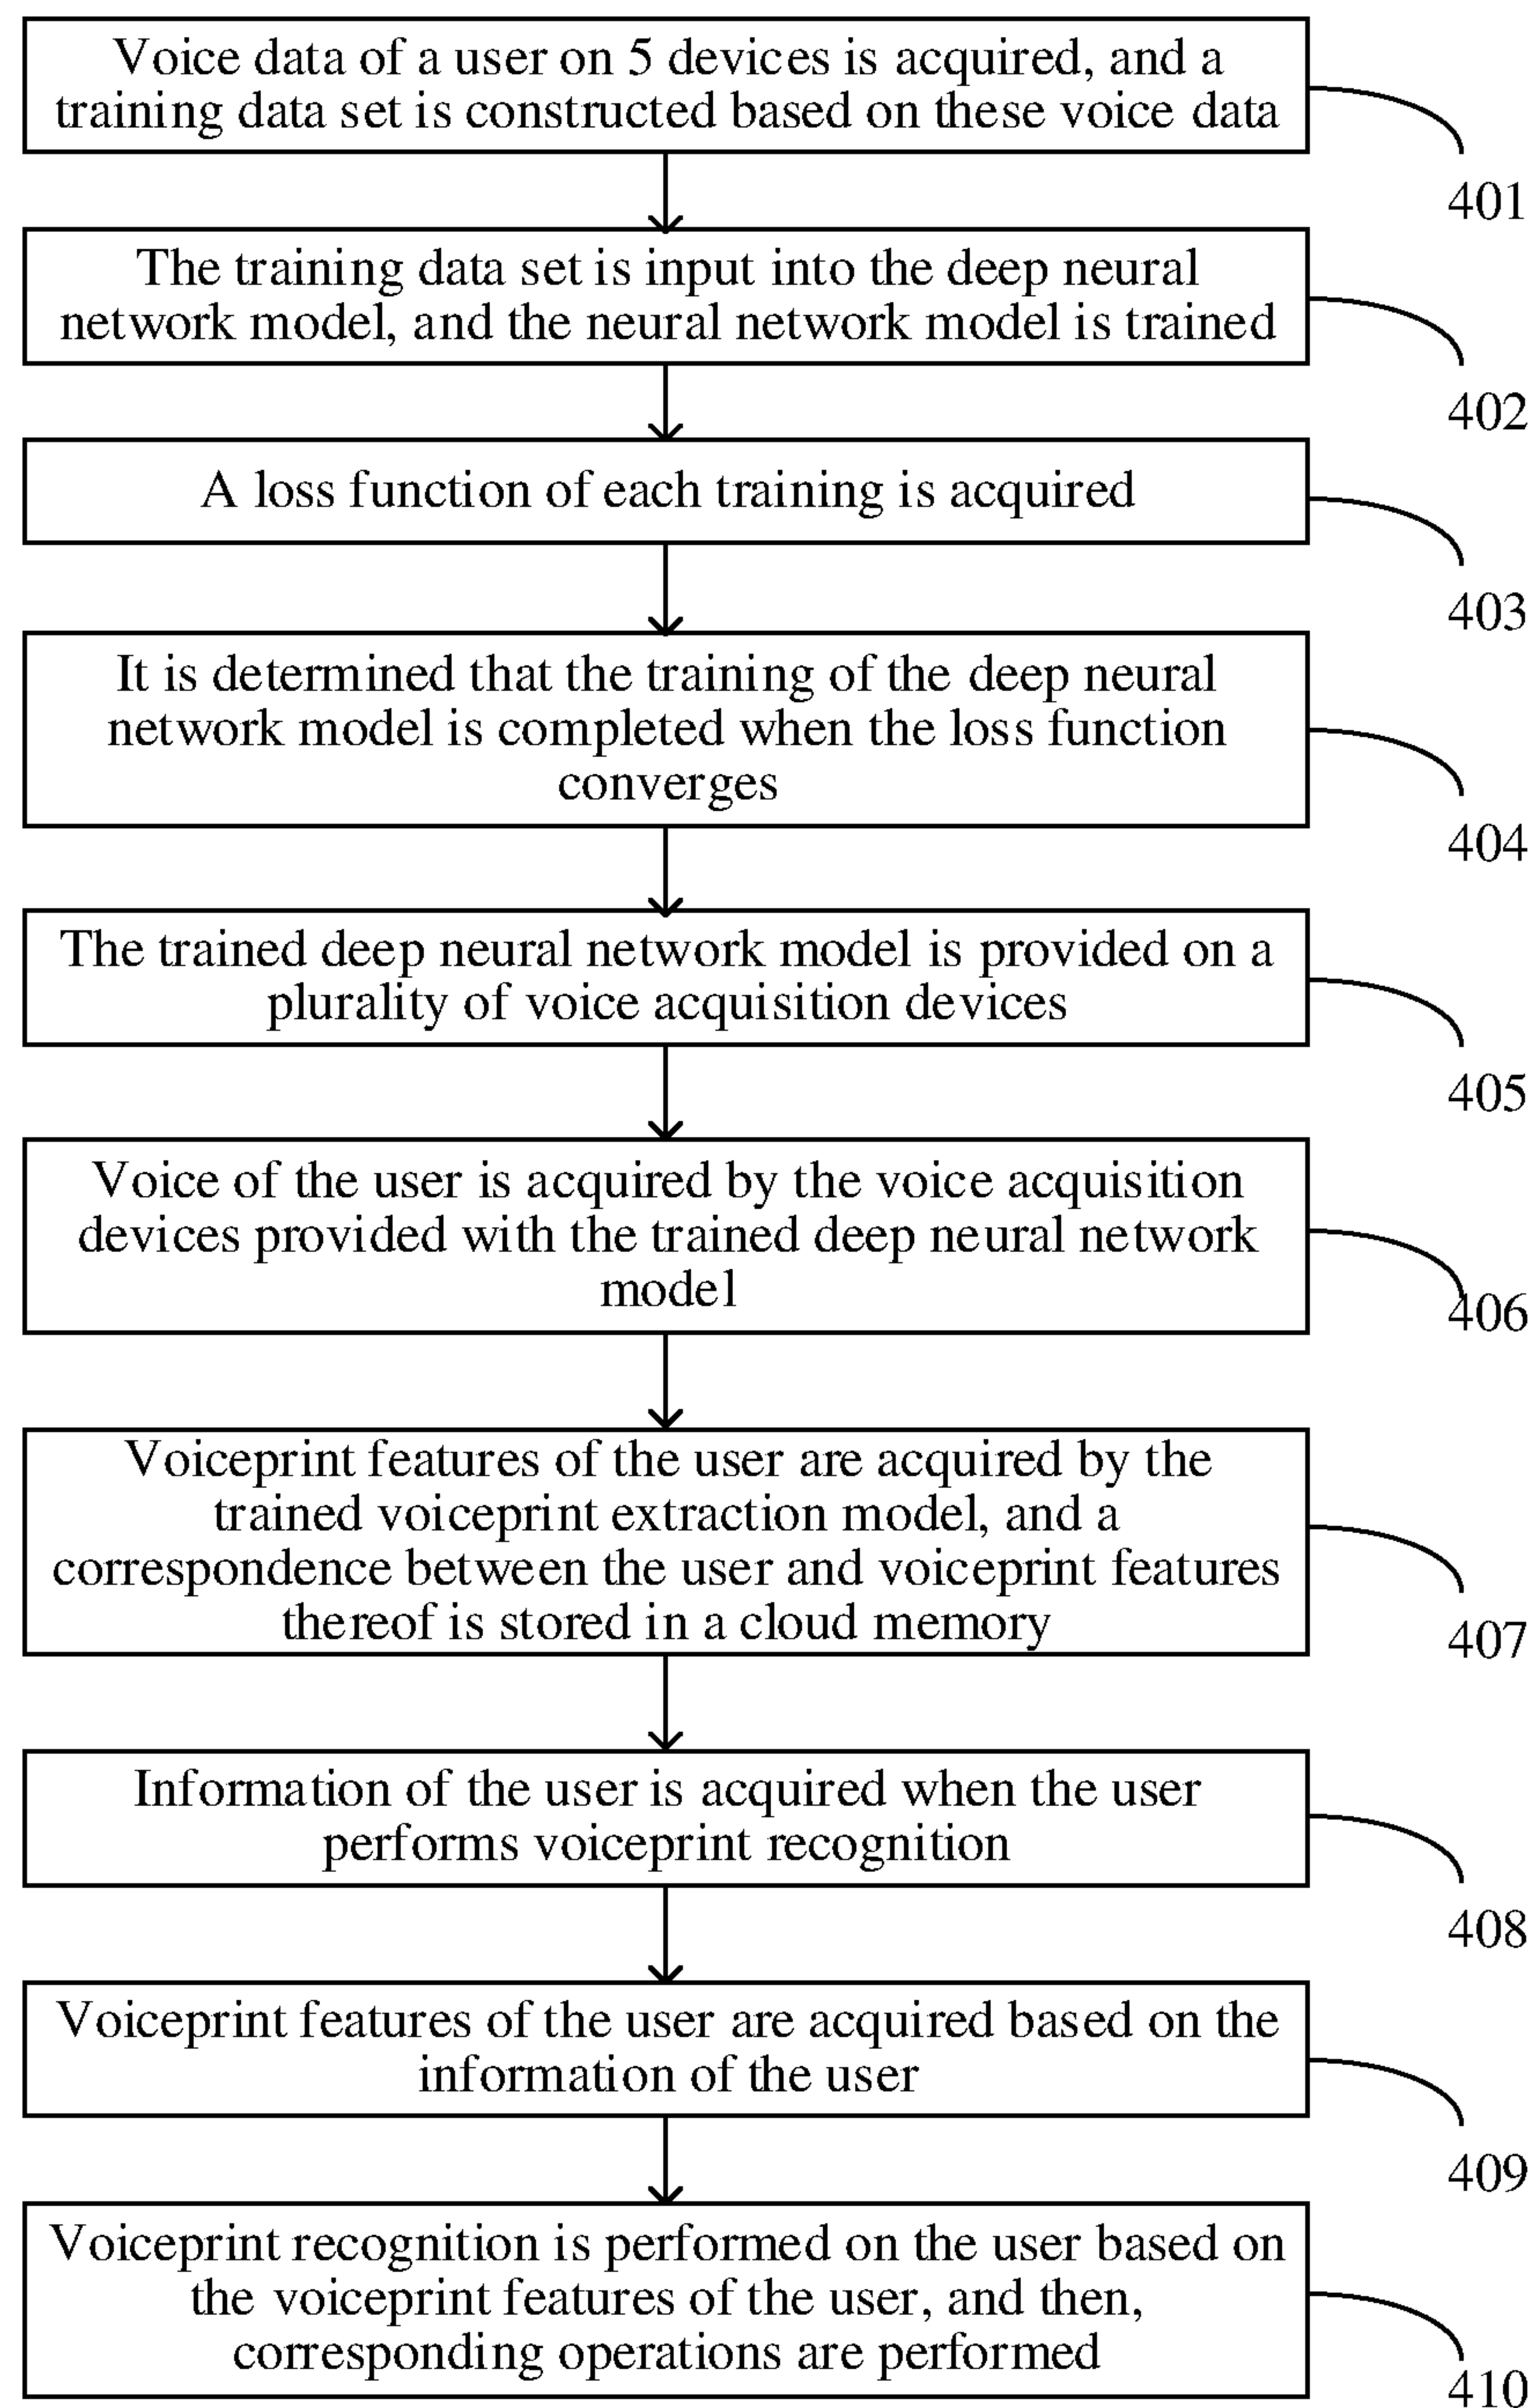 Voice data of a user on 5 devices is acquired, and a
training data set is constructed based on these voice data
401
The training data set is input into the deep neural
network model, and the neural network model is trained
402
A loss function of each training is acquired
403
It is determined that the training of the deep neural
network model is completed when the loss function
converges
404
The trained deep neural network model is provided on a
plurality of voice acquisition devices
405
Voice of the user is acquired by the voice acquisition
devices provided with the trained deep neural network
model
406
Voiceprint features of the user are acquired by the
trained voiceprint extraction model, and a
correspondence between the user and voiceprint features
thereof is stored in a cloud memory
407
Information of the user is acquired when the user
performs voiceprint recognition
408
Voiceprint features of the user are acquired based on the
information of the user
409
Voiceprint recognition is performed on the user based on
the voiceprint features of the user, and then,
corresponding operations are performed
410